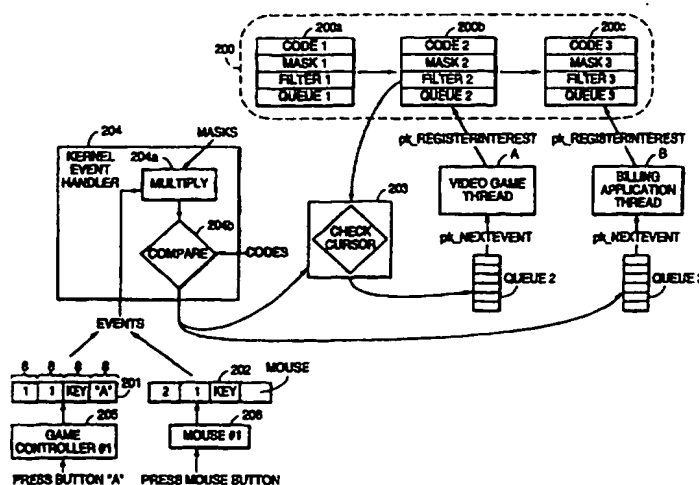 200a
200b
200c
200
CODE 1
MASK 1
FILTER 1
QUEUE 1
CODE 2
MASK 2
FILTER 2
QUEUE 2
CODE 3
MASK 3
FILTER 3
QUEUE 3
204
MASKS
KERNEL
EVENT
HANDLER
204a
MULTIPLY
204b
COMPARE
CODES
203
CHECK
CURSOR
pk_REGISTERINTEREST
A
VIDEO GAME
THREAD
pk_NEXTEVENT
QUEUE 2
pk_REGISTERINTEREST
B
BILLING
APPLICATION
THREAD
pk_NEXTEVENT
QUEUE 3
EVENTS
8 8 8 8
1 1 KEY "A"
201
205
GAME
CONTROLLER #1
PRESS BUTTON "A"
202
MOUSE
2 1 KEY
206
MOUSE #1
PRESS MOUSE BUTTON